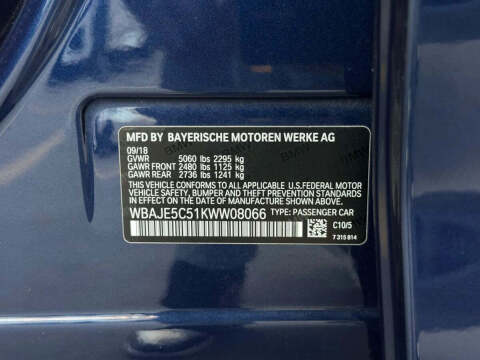 MFD BY BAYERISCHE MOTOREN WERKE AG
09/18
GVWR 5060 lbs 2295 kg
GAWR FRONT 2480 lbs 1125 kg
GAWR REAR 2736 lbs 1241 kg
THIS VEHICLE CONFORMS TO ALL APPLICABLE
U.S.FEDERAL MOTOR
VEHICLE SAFETY,
BUMPER, AND THEFT PREVENTION STANDARDS IN EFFECT
ON THE DATE OF MANUFACTURE SHOWN ABOVE.
WBAJE5C51KWW08066 TYPE: PASSENGER CAR
C10/5
7 315 814